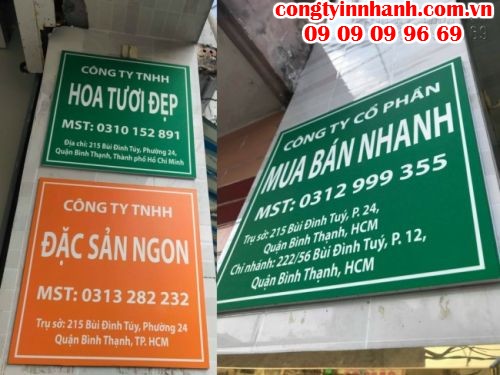 congtyinnhanh.com.vn
09 09 09 96 69
CÔNG TY TNHH
HOA TƯƠI ĐẸP
MST: 0310 152 891
Địa chỉ: 215 Bùi Đình Túy, Phường 24,
Quận Bình Thạnh, Thành phố Hồ Chí Minh
CÔNG TY TNHH
ĐẶC SẢN NGON
MST: 0313 282 232
Trụ sở: 215 Bùi Đình Túy, Phường 24
Quận Bình Thạnh, TP. HCM
CÔNG TY CỔ PHẦN
MUA BÁN NHANH
MST: 0312 999 355
Trụ sở: 215 Bùi Đình Tuý, P. 24,
Quận Bình Thạnh, HCM
Chi nhánh: 222/56 Bùi Đình Tuý, P. 12,
Quận Bình Thạnh, HCM